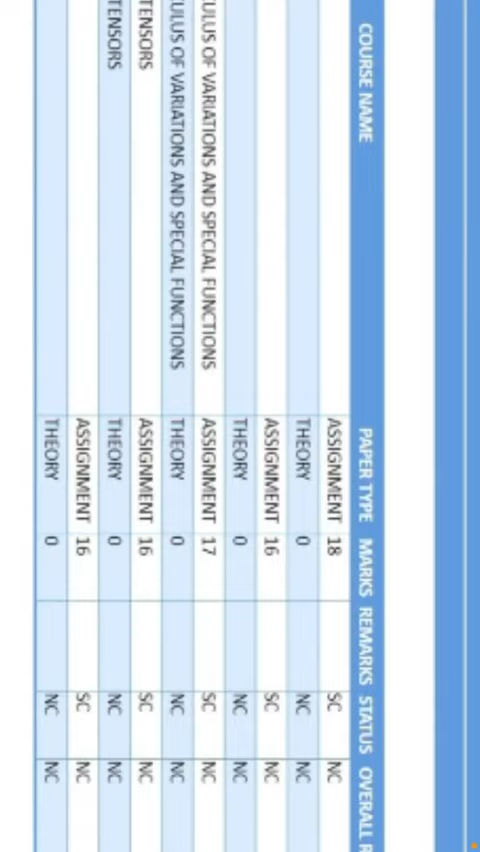 COURSE NAME PAPER TYPE MARKS REMARKS STATUS OVERALL R
ASSIGNMENT 18 SC NC
THEORY 0 NC NC
ASSIGNMENT 16 SC NC
THEORY 0 NC NC
ULUS OF VARIATIONS AND SPECIAL FUNCTIONS ASSIGNMENT 17 SC NC
ULUS OF VARIATIONS AND SPECIAL FUNCTIONS THEORY 0 NC NC
TENSORS ASSIGNMENT 16 SC NC
TENSORS THEORY 0 NC NC
ASSIGNMENT 16 SC NC
THEORY 0 NC NC